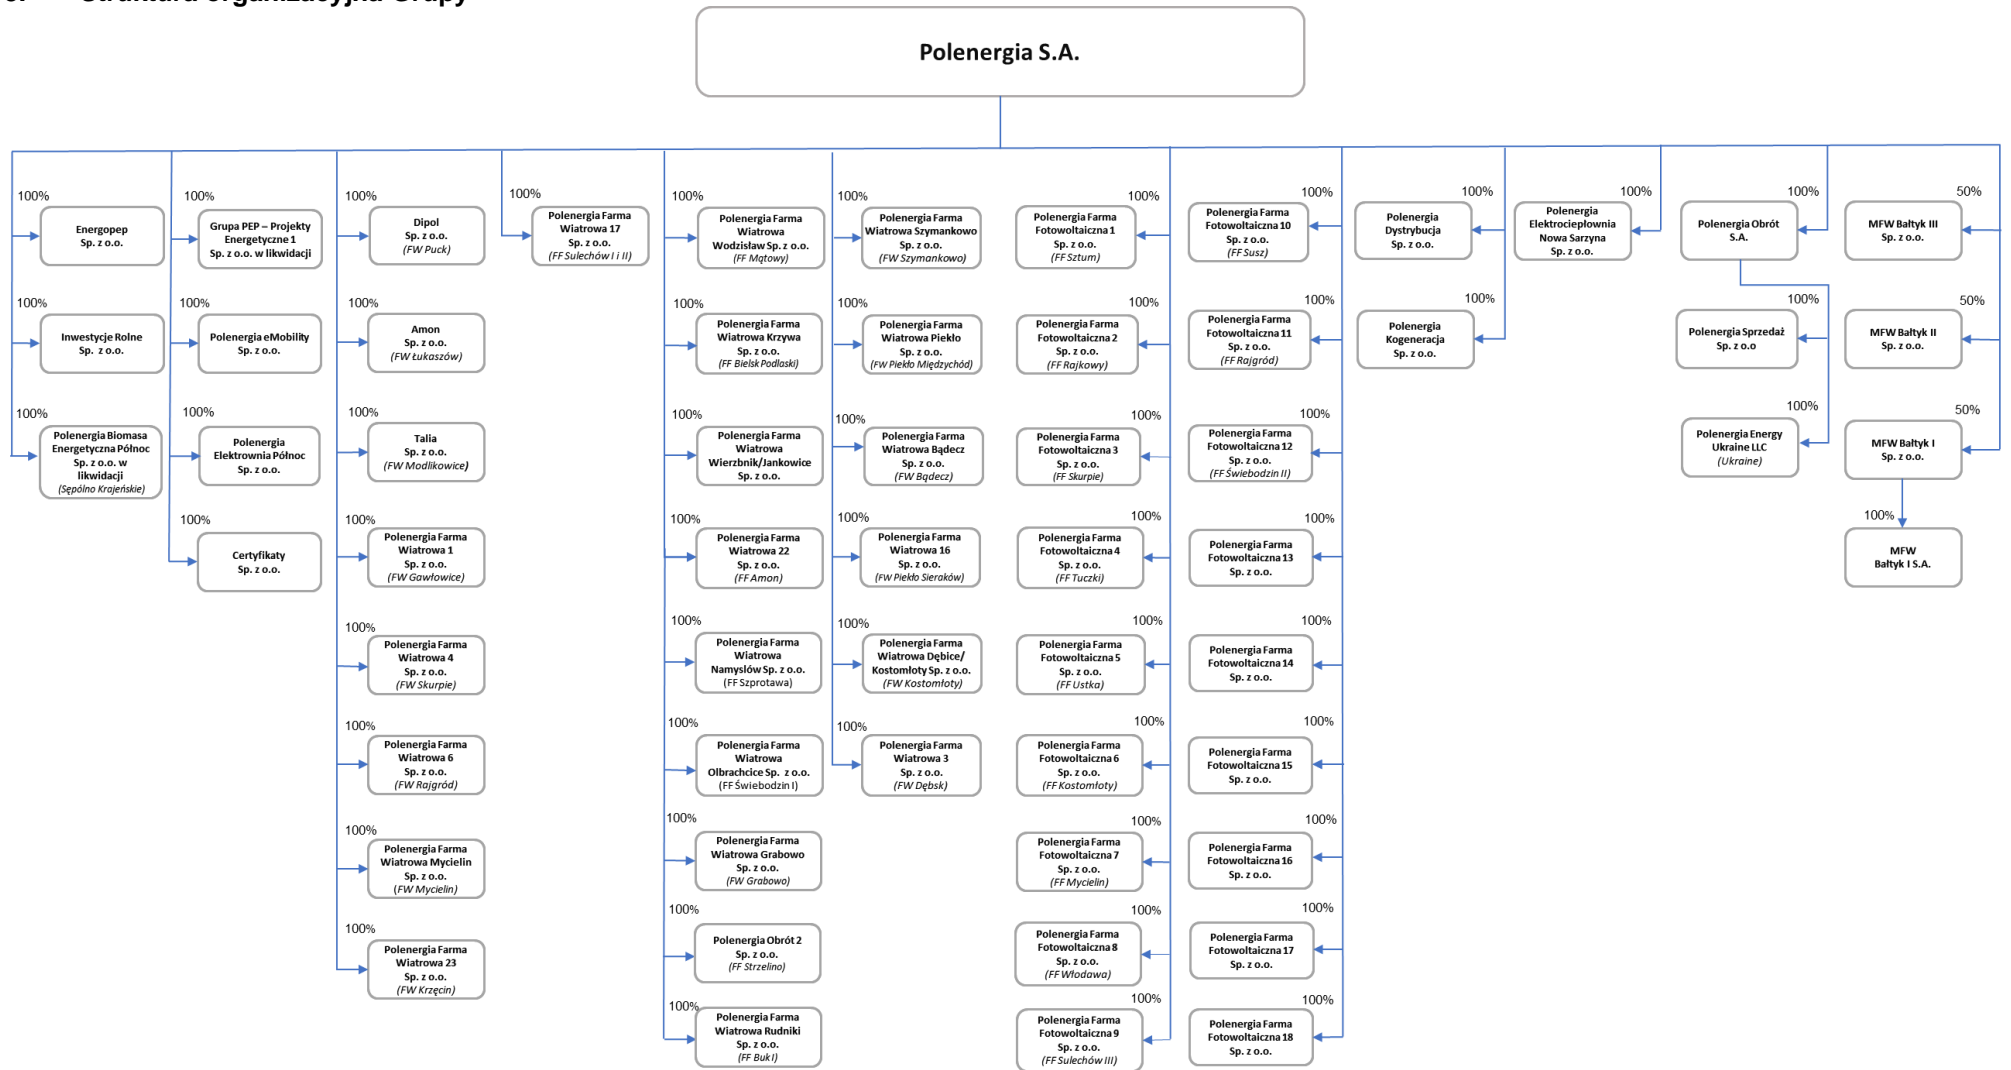 Struktura organizacyjna Grupy
Polenergia S.A.
100%
Energopep
Sp. z o.o.
100%
Inwestycje Rolne
Sp. z o.o.
100%
Polenergia Biomasa
Energetyczna Północ
Sp. z o.o. w
likwidacji
(Sępólno Krajeńskie)
100%
Grupa PEP – Projekty
Energetyczne 1
Sp. z o.o. w likwidacji
100%
Polenergia eMobility
Sp. z o.o.
100%
Polenergia
Elektrownia Północ
Sp. z o.o.
100%
Certyfikaty
Sp. z o.o.
100%
Dipol
Sp. z o.o.
(FW Puck)
100%
Amon
Sp. z o.o.
(FW Łukaszów)
100%
Talia
Sp. z o.o.
(FW Modlikowice)
100%
Polenergia Farma
Wiatrowa 1
Sp. z o.o.
(FW Gawłowice)
100%
Polenergia Farma
Wiatrowa 4
Sp. z o.o.
(FW Skurpie)
100%
Polenergia Farma
Wiatrowa 6
Sp. z o.o.
(FW Rajgród)
100%
Polenergia Farma
Wiatrowa Mycielin
Sp. z o.o.
(FW Mycielin)
100%
Polenergia Farma
Wiatrowa 23
Sp. z o.o.
(FW Krzęcin)
100%
Polenergia Farma
Wiatrowa 17
Sp. z o.o.
(FF Sulechów I i II)
100%
Polenergia Farma
Wiatrowa
Wodzisław Sp. z o.o.
(FF Mątowy)
100%
Polenergia Farma
Wiatrowa Krzywa
Sp. z o.o.
(FF Bielsk Podlaski)
100%
Polenergia Farma
Wiatrowa
Wierzbnik/Jankowice
Sp. z o.o.
100%
Polenergia Farma
Wiatrowa 22
Sp. z o.o.
(FF Amon)
100%
Polenergia Farma
Wiatrowa
Namysłów Sp. z o.o.
(FF Szprotawa)
100%
Polenergia Farma
Wiatrowa
Olbrachcice Sp. z o.o.
(FF Świebodzin I)
100%
Polenergia Farma
Wiatrowa Grabowo
Sp. z o.o.
(FW Grabowo)
100%
Polenergia Obrót 2
Sp. z o.o.
(FF Strzelino)
100%
Polenergia Farma
Wiatrowa Rudniki
Sp. z o.o.
(FF Buk I)
100%
Polenergia Farma
Wiatrowa Szymankowo
Sp. z o.o.
(FW Szymankowo)
100%
Polenergia Farma
Wiatrowa Piekło
Sp. z o.o.
(FW Piekło Międzychód)
100%
Polenergia Farma
Wiatrowa Bądecz
Sp. z o.o.
(FW Bądecz)
100%
Polenergia Farma
Wiatrowa 16
Sp. z o.o.
(FW Piekło Sieraków)
100%
Polenergia Farma
Wiatrowa Dębice/
Kostomłoty Sp. z o.o.
(FW Kostomłoty)
100%
Polenergia Farma
Wiatrowa 3
Sp. z o.o.
(FW Dębsk)
100%
Polenergia Farma
Fotowoltaiczna 1
Sp. z o.o.
(FF Sztum)
100%
Polenergia Farma
Fotowoltaiczna 2
Sp. z o.o.
(FF Rajkowy)
100%
Polenergia Farma
Fotowoltaiczna 3
Sp. z o.o.
(FF Skurpie)
100%
Polenergia Farma
Fotowoltaiczna 4
Sp. z o.o.
(FF Tuczki)
100%
Polenergia Farma
Fotowoltaiczna 5
Sp. z o.o.
(FF Ustka)
100%
Polenergia Farma
Fotowoltaiczna 6
Sp. z o.o.
(FF Kostomłoty)
100%
Polenergia Farma
Fotowoltaiczna 7
Sp. z o.o.
(FF Mycielin)
100%
Polenergia Farma
Fotowoltaiczna 8
Sp. z o.o.
(FF Włodawa)
100%
Polenergia Farma
Fotowoltaiczna 9
Sp. z o.o.
(FF Sulechów III)
100%
Polenergia Farma
Fotowoltaiczna 10
Sp. z o.o.
(FF Susz)
100%
Polenergia Farma
Fotowoltaiczna 11
Sp. z o.o.
(FF Rajgród)
100%
Polenergia Farma
Fotowoltaiczna 12
Sp. z o.o.
(FF Świebodzin II)
100%
Polenergia Farma
Fotowoltaiczna 13
Sp. z o.o.
100%
Polenergia Farma
Fotowoltaiczna 14
Sp. z o.o.
100%
Polenergia Farma
Fotowoltaiczna 15
Sp. z o.o.
100%
Polenergia Farma
Fotowoltaiczna 16
Sp. z o.o.
100%
Polenergia Farma
Fotowoltaiczna 17
Sp. z o.o.
100%
Polenergia Farma
Fotowoltaiczna 18
Sp. z o.o.
100%
Polenergia
Dystrybucja
Sp. z o.o.
100%
Polenergia
Kogeneracja
Sp. z o.o.
100%
Polenergia
Elektrociepłownia
Nowa Sarzyna
Sp. z o.o.
100%
Polenergia Obrót
S.A.
100%
Polenergia Sprzedaż
Sp. z o.o
100%
Polenergia Energy
Ukraine LLC
(Ukraine)
50%
MFW Bałtyk III
Sp. z o.o.
50%
MFW Bałtyk II
Sp. z o.o.
50%
MFW Bałtyk I
Sp. z o.o.
100%
MFW
Bałtyk I S.A.